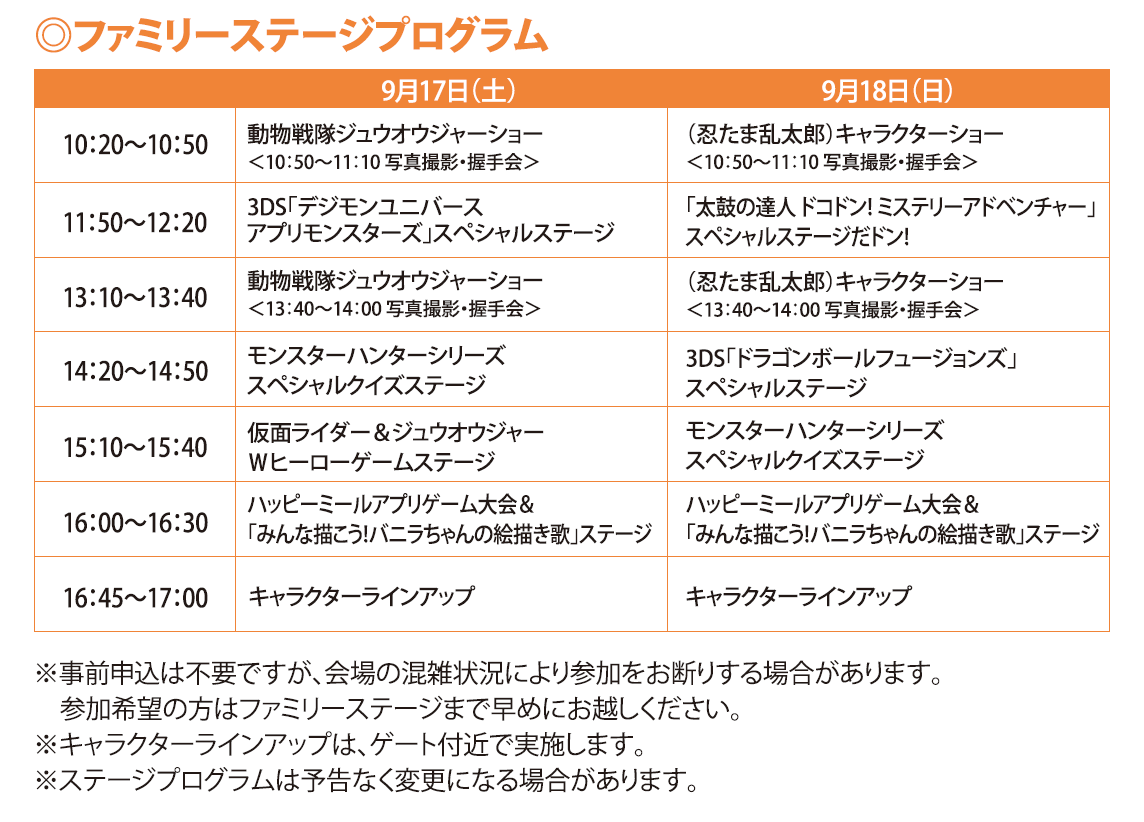 ◎ファミリーステージプログラム
9月17日（土） 9月18日（日）
10：20〜10：50
動物戦隊ジュウオウジャーショー
＜10：50〜11：10 写真撮影・握手会＞
（忍たま乱太郎）キャラクターショー
＜10：50〜11：10 写真撮影・握手会＞
11：50〜12：20
3DS「デジモンユニバース
アプリモンスターズ」スペシャルステージ
「太鼓の達人 ドコドン！ ミステリーアドベンチャー」
スペシャルステージだドン！
13：10〜13：40
動物戦隊ジュウオウジャーショー
＜13：40〜14：00 写真撮影・握手会＞
（忍たま乱太郎）キャラクターショー
＜13：40〜14：00 写真撮影・握手会＞
14：20〜14：50
モンスターハンターシリーズ
スペシャルクイズステージ
3DS「ドラゴンボールフュージョンズ」
スペシャルステージ
15：10〜15：40
仮面ライダー＆ジュウオウジャー
Wヒーローゲームステージ
モンスターハンターシリーズ
スペシャルクイズステージ
16：00〜16：30
ハッピーミールアプリゲーム大会＆
「みんな描こう！バニラちゃんの絵描き歌」ステージ
ハッピーミールアプリゲーム大会＆
「みんな描こう！バニラちゃんの絵描き歌」ステージ
16：45〜17：00
キャラクターラインアップ
キャラクターラインアップ
※事前申込は不要ですが、会場の混雑状況により参加をお断りする場合があります。
参加希望の方はファミリーステージまで早めにお越しください。
※キャラクターラインアップは、ゲート付近で実施します。
※ステージプログラムは予告なく変更になる場合があります。